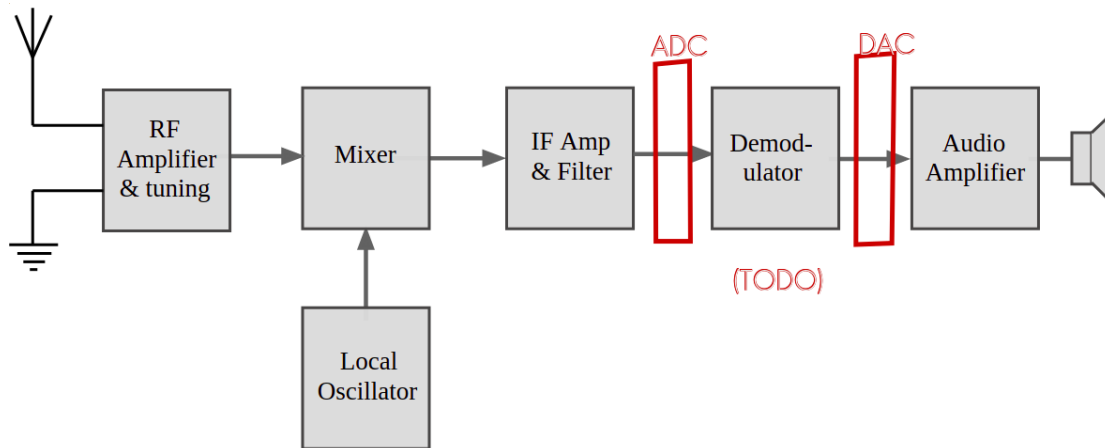 ADC
DAC
RF
Amplifier
& tuning
Mixer
IF Amp
& Filter
Demod-
ulator
Audio
Amplifier
(TODO)
Local
Oscillator